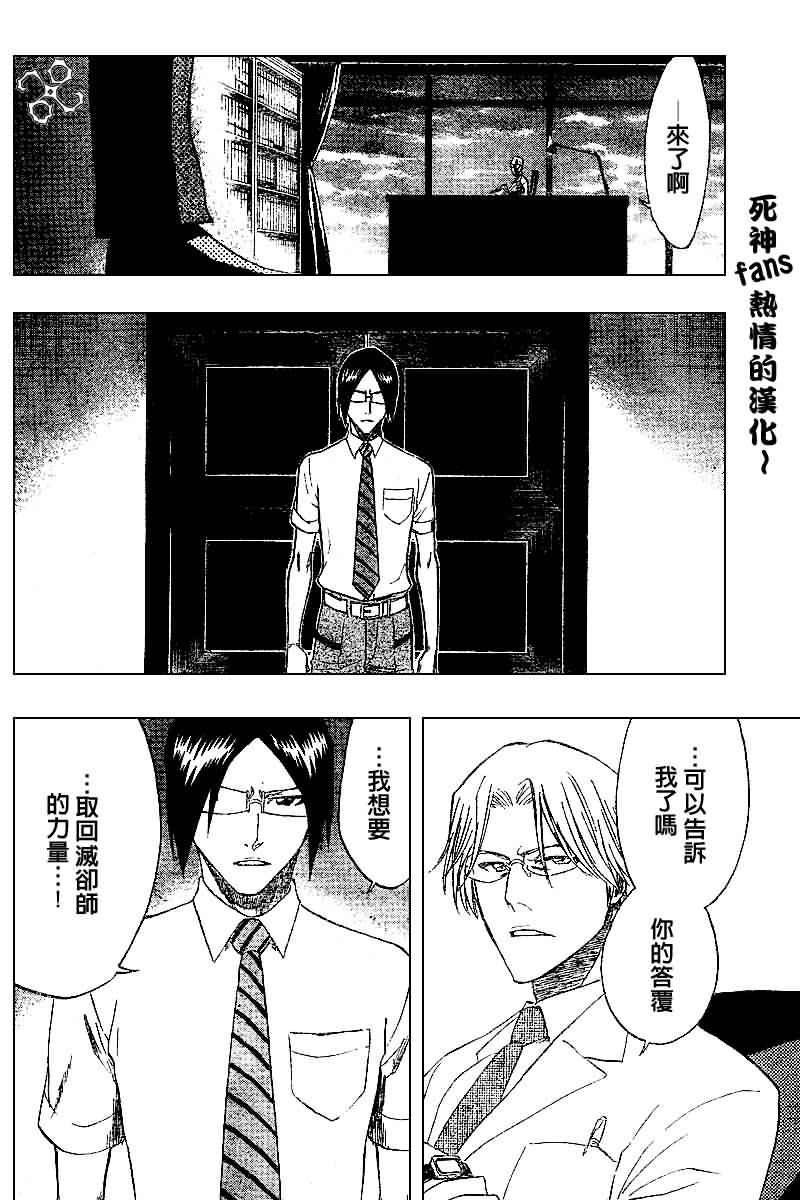 ─來了啊
死神fans熱情的漢化～
…可以告訴
我了嗎
你的答覆
…我想要
…取回滅卻師
的力量…！